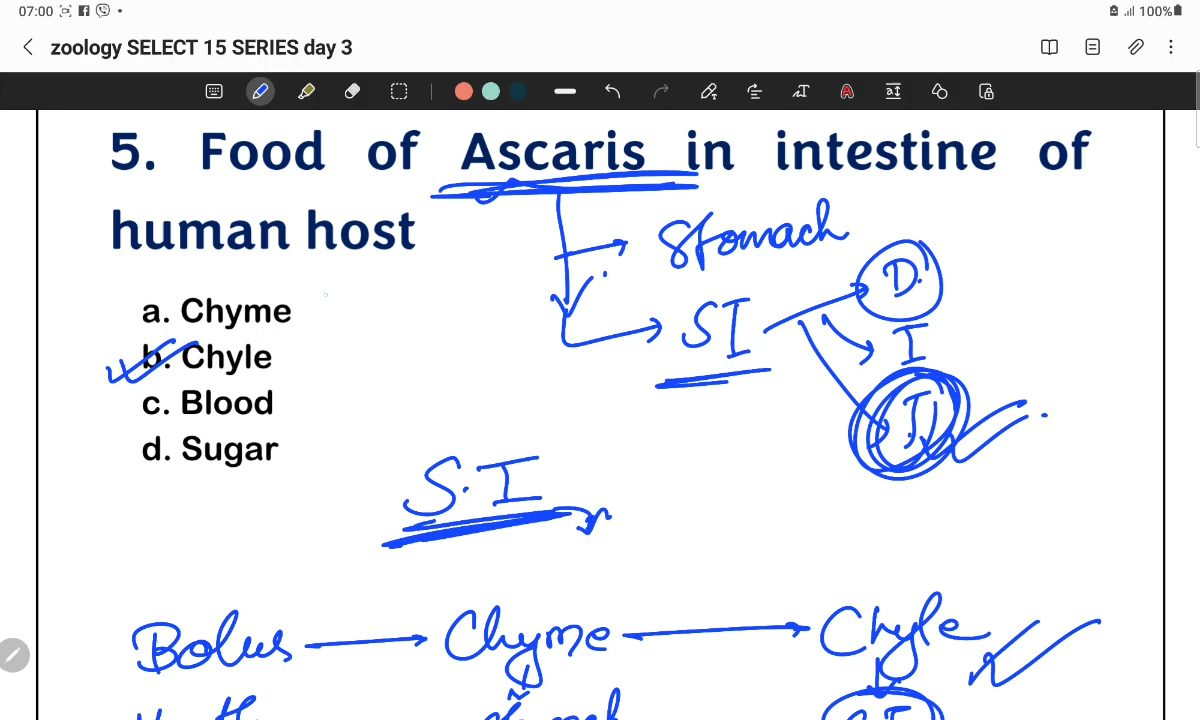 07:00
100%
zoology SELECT 15 SERIES day 3
5. Food of Ascaris in intestine of
human host
Stomach
D.
a. Chyme
SI
I
b. Chyle
c. Blood
d. Sugar
S.I
Bolus → Chyme → Chyle